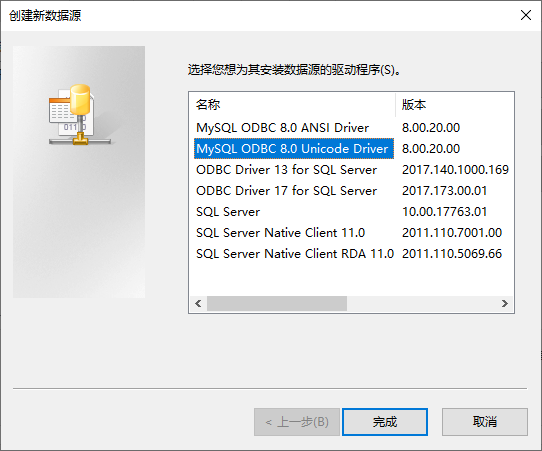 创建新数据源
选择您想为其安装数据源的驱动程序(S)。
名称 版本
MySQL ODBC 8.0 ANSI Driver 8.00.20.00
MySQL ODBC 8.0 Unicode Driver 8.00.20.00
ODBC Driver 13 for SQL Server 2017.140.1000.169
ODBC Driver 17 for SQL Server 2017.173.00.01
SQL Server 10.00.17763.01
SQL Server Native Client 11.0 2011.110.7001.00
SQL Server Native Client RDA 11.0 2011.110.5069.66
< 上一步(B) 完成 取消